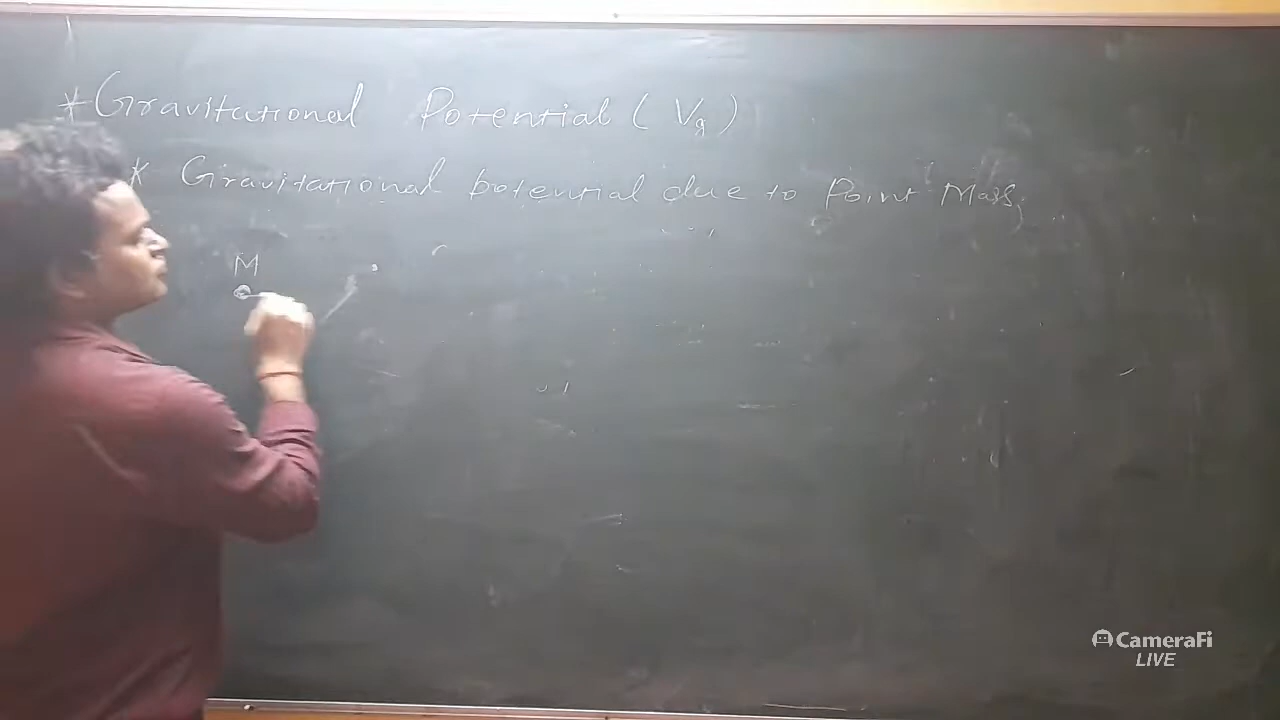 * Gravitational Potential (Vg)
* Gravitational potential due to Point Mass;
M
CameraFi
LIVE